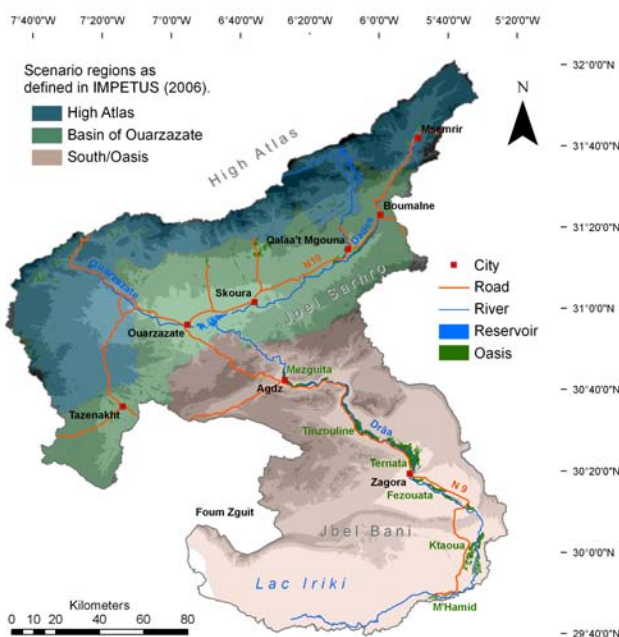 7°40'0"W
7°20'0"W
7°0'0"W
6°40'0"W
6°20'0"W
6°0'0"W
5°40'0"W
5°20'0"W
Scenario regions as
defined in IMPETUS (2006).
High Atlas
Basin of Ouarzazate
South/Oasis
N
32°0'0"N
31°40'0"N
31°20'0"N
31°0'0"N
30°40'0"N
30°20'0"N
30°0'0"N
29°40'0"N
High Atlas
Msemrir
Boumalne
Qalaa't Mgouna
Dades
N10
Skoura
Jbel Sarhro
Ouarzazate
Ouarzazate
Tazenakht
Agdz
Mezguita
Tinzouline
Drâa
Ternata
Zagora
N 9
Fezouata
Foum Zguit
Jbel Bani
Ktaoua
Lac Iriki
M'Hamid
City
Road
River
Reservoir
Oasis
Kilometers
0 10 20 40 60 80